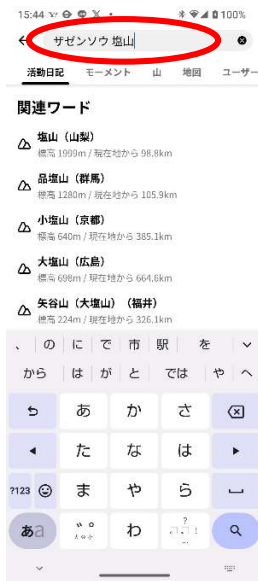 15:44
100%
ザゼンソウ 塩山
活動日記 モーメント 山 地図 ユーザー
関連ワード
塩山（山梨）
標高 1999m / 現在地から 98.8km
品塩山（群馬）
標高 1280m / 現在地から 105.9km
小塩山（京都）
標高 640m / 現在地から 385.1km
大塩山（広島）
標高 698m / 現在地から 664.6km
矢谷山（大塩山）（福井）
標高 224m / 現在地から 326.1km
、 の に で 市 駅 を
から は が と では や へ
あ か さ
た な は
?123 ま や ら
あa わ